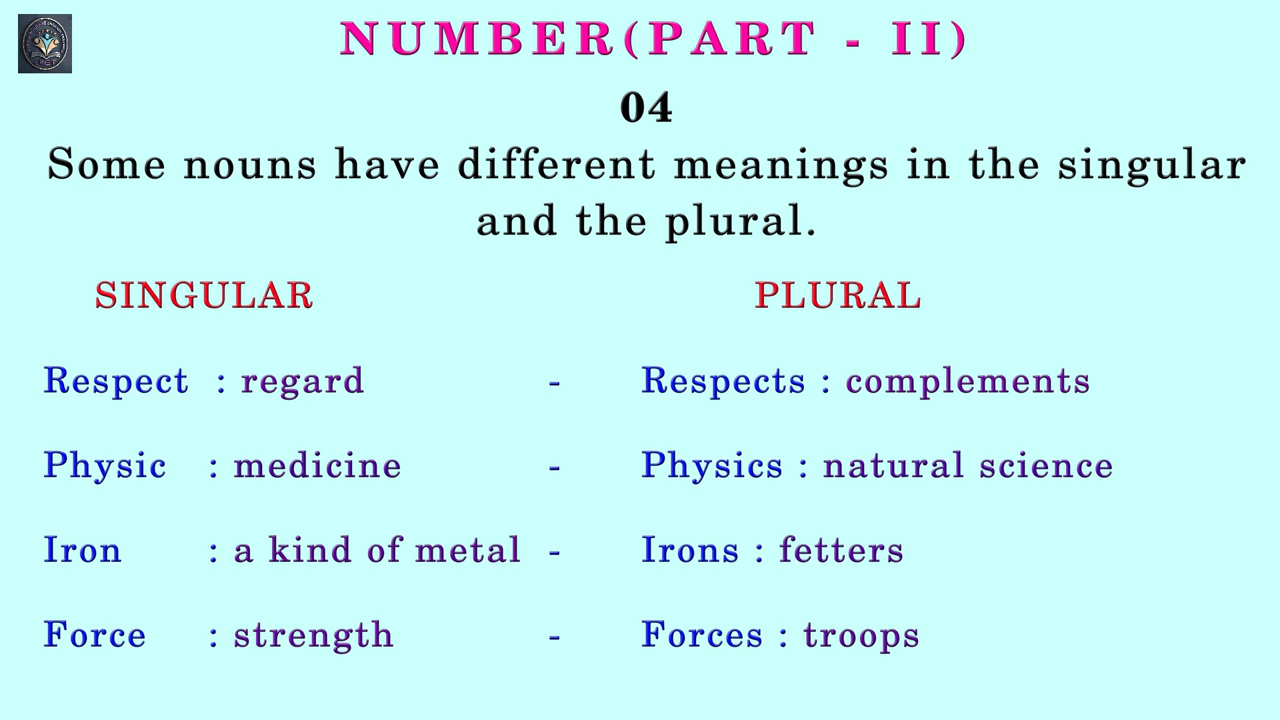 NUMBER(PART - II)
04
Some nouns have different meanings in the singular
and the plural.
SINGULAR PLURAL
Respect : regard - Respects : complements
Physic : medicine - Physics : natural science
Iron : a kind of metal - Irons : fetters
Force : strength - Forces : troops